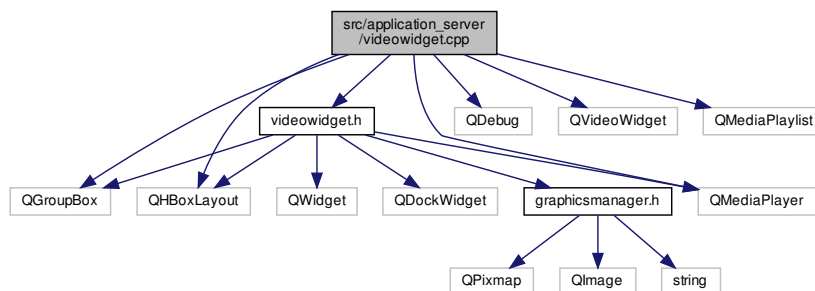 src/application_server
/videowidget.cpp
videowidget.h
QDebug
QVideoWidget
QMediaPlaylist
QGroupBox
QHBoxLayout
QWidget
QDockWidget
graphicsmanager.h
QMediaPlayer
QPixmap
QImage
string